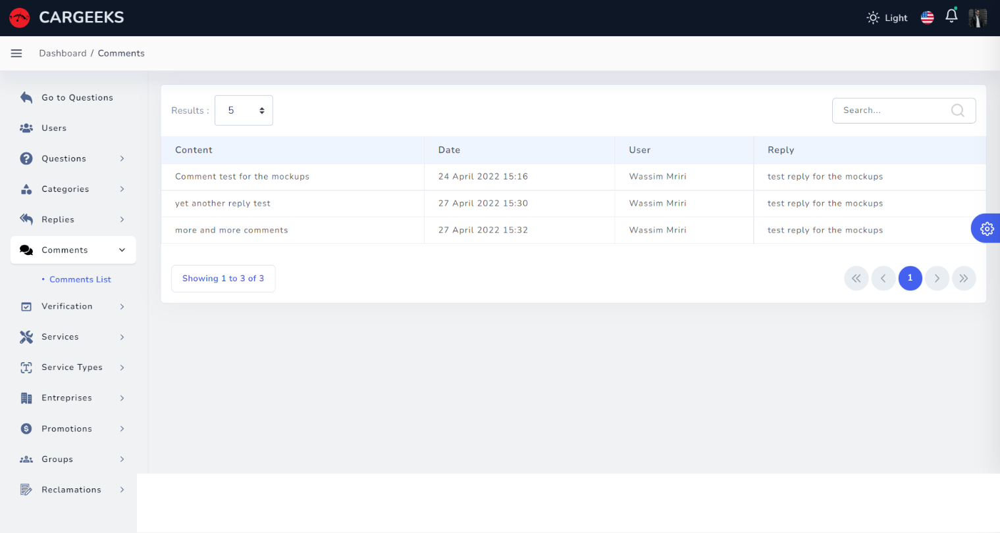 CARGEEKS
Light
Dashboard / Comments
Go to Questions
Users
Questions
Categories
Replies
Comments
• Comments List
Verification
Services
Service Types
Entreprises
Promotions
Groups
Reclamations
Results : 5
Search...
Content Date User Reply
Comment test for the mockups 24 April 2022 15:16 Wassim Mriri test reply for the mockups
yet another reply test 27 April 2022 15:30 Wassim Mriri test reply for the mockups
more and more comments 27 April 2022 15:32 Wassim Mriri test reply for the mockups
Showing 1 to 3 of 3
1